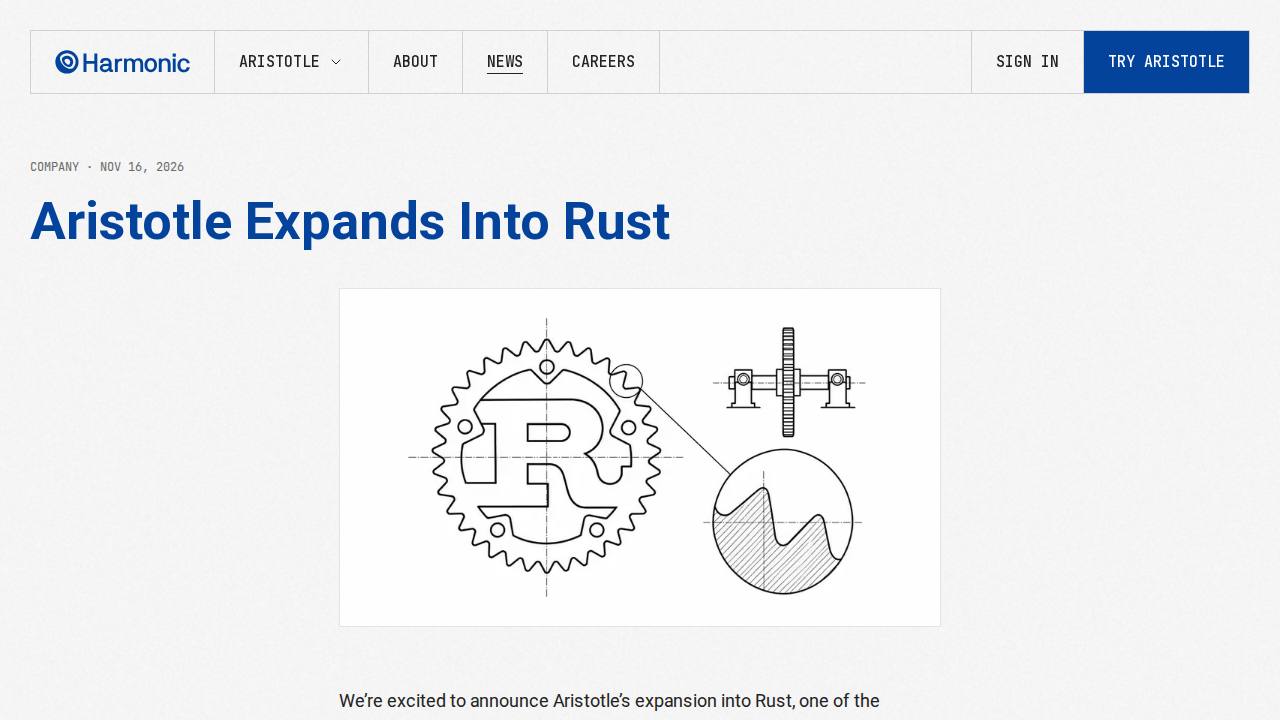 Harmonic
ARISTOTLE
ABOUT
NEWS
CAREERS
SIGN IN
TRY ARISTOTLE
COMPANY · NOV 16, 2026
Aristotle Expands Into Rust
R
We’re excited to announce Aristotle’s expansion into Rust, one of the